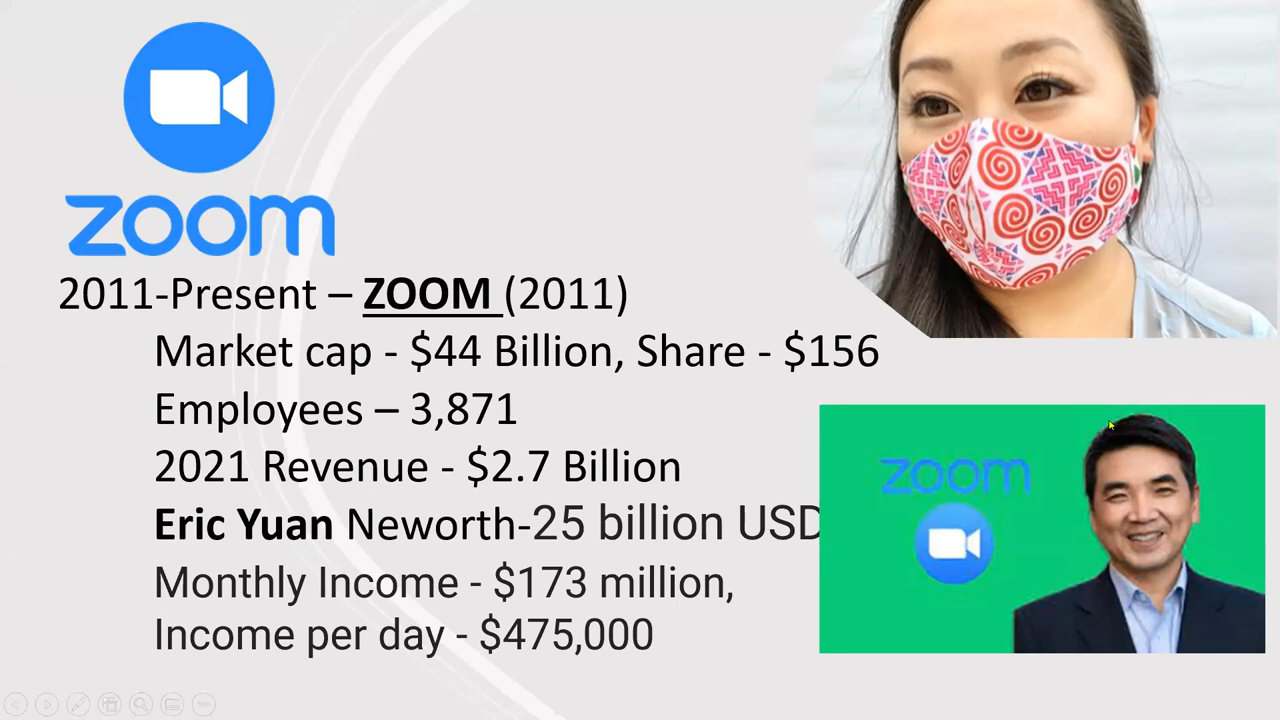 zoom
2011-Present – ZOOM (2011)
Market cap - $44 Billion, Share - $156
Employees – 3,871
2021 Revenue - $2.7 Billion
Eric Yuan Neworth-25 billion USD
Monthly Income - $173 million,
Income per day - $475,000
zoom